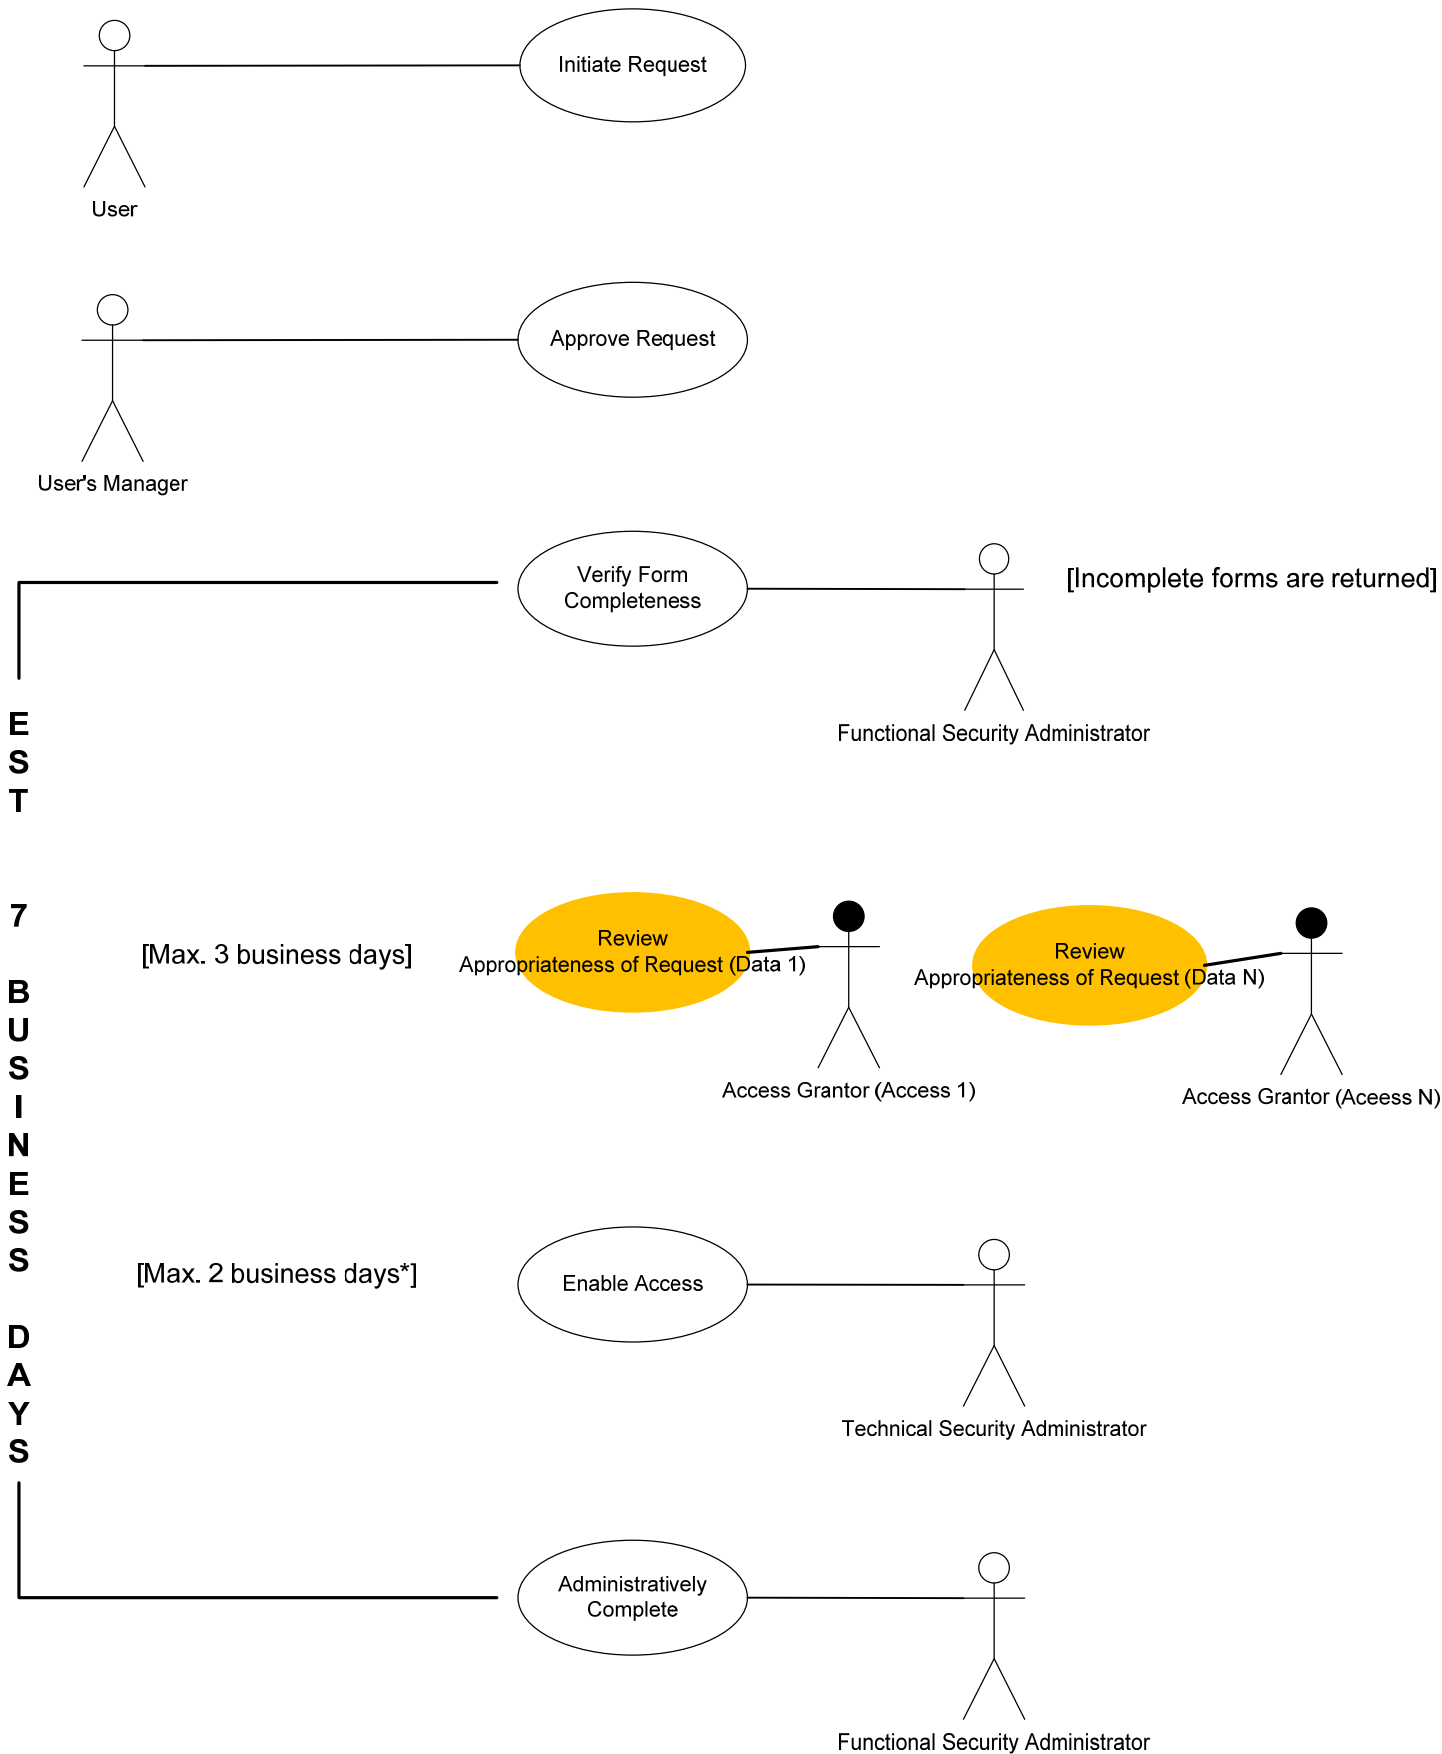 Initiate Request
User
Approve Request
User's Manager
Verify Form
Completeness
[Incomplete forms are returned]
Functional Security Administrator
E
S
T
7
B
U
S
I
N
E
S
S
D
A
Y
S
[Max. 3 business days]
Review
Appropriateness of Request (Data 1)
Access Grantor (Access 1)
Review
Appropriateness of Request (Data N)
Access Grantor (Aceess N)
[Max. 2 business days*]
Enable Access
Technical Security Administrator
Administratively
Complete
Functional Security Administrator